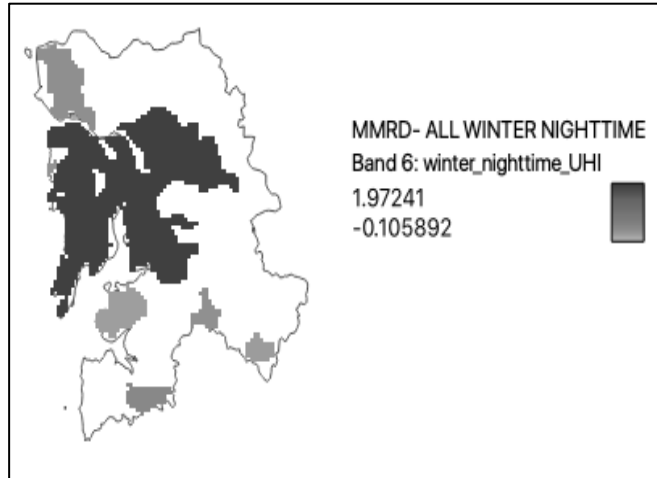 MMRD- ALL WINTER NIGHTTIME
Band 6: winter_nighttime_UHI
1.97241
-0.105892